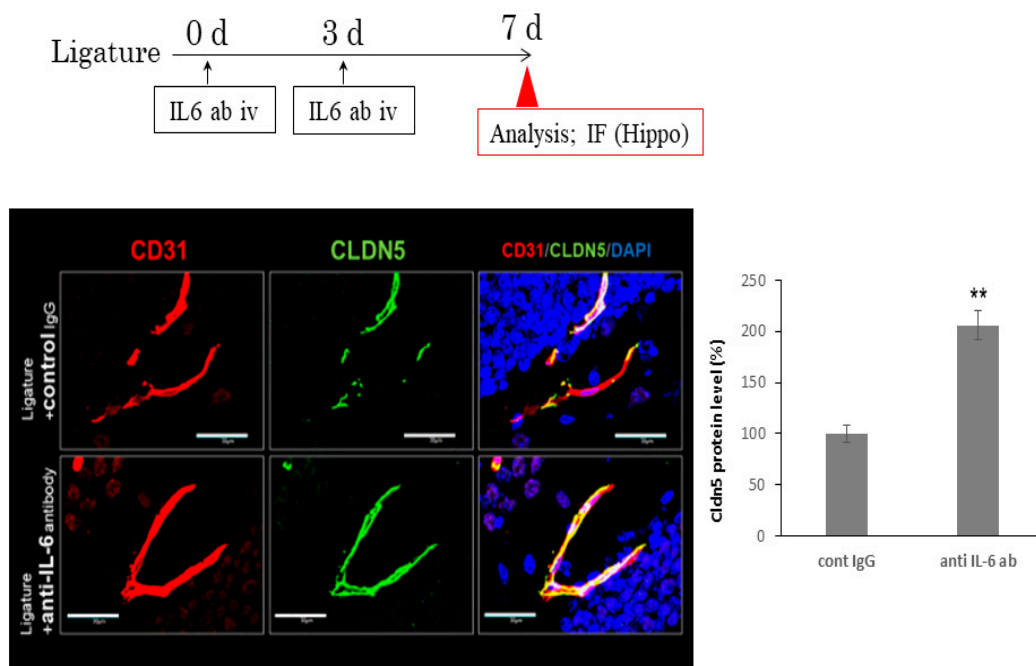 0 d 3 d 7 d
Ligature
IL6 ab iv IL6 ab iv
Analysis; IF (Hippo)
CD31 CLDN5 CD31/CLDN5/DAPI
Ligature
+control IgG
Ligature
+anti-IL-6 antibody
Cldn5 protein level (%)
250
200
150
100
50
0
**
cont IgG anti IL-6 ab